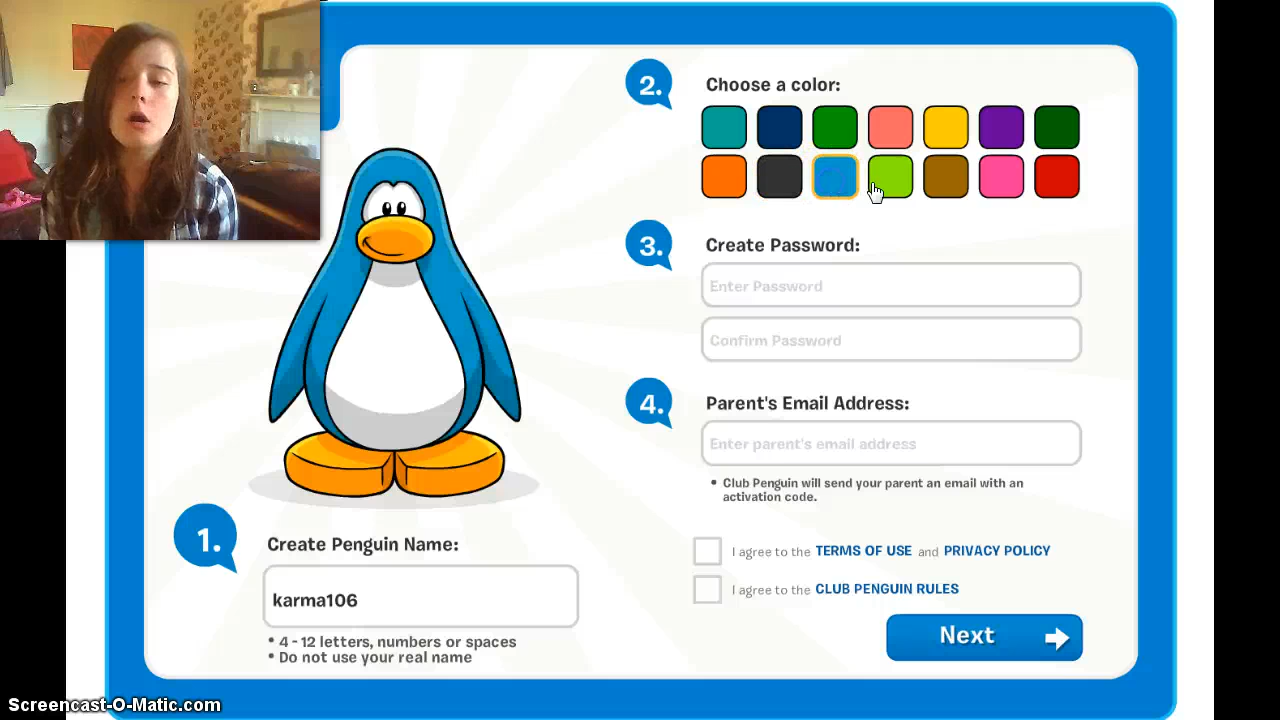 1.
Create Penguin Name:
karma106
• 4 - 12 letters, numbers or spaces
• Do not use your real name
2.
Choose a color:
3.
Create Password:
Enter Password
Confirm Password
4.
Parent's Email Address:
Enter parent's email address
• Club Penguin will send your parent an email with an
activation code.
I agree to the TERMS OF USE and PRIVACY POLICY
I agree to the CLUB PENGUIN RULES
Next
Screencast-O-Matic.com